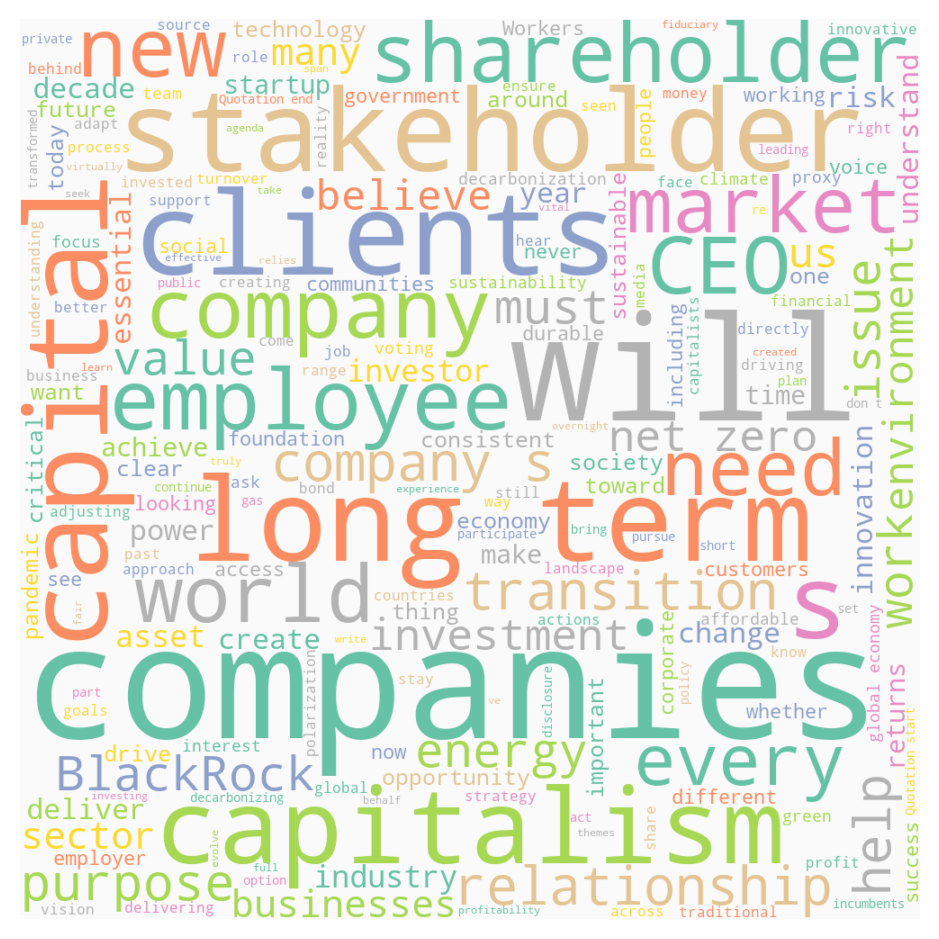 private source fiduciary innovative
new technology many Workers shareholder
behind role span
decade team startup ensure
Quotation end government around seen people money working risk understand
future adapt agenda stakeholder right
transformed today process reality leading
virtually invested turnover decarbonization voice
seek support take believe year sustainable face climate proxy
capital essential clients vital market re
focus social hear never CEO us
understanding effective relies one
better public creating communities sustainability media financial
company must durable issue workenvironment
value come job voting will including capitalists directly
business range investor created driving
learn want employee time plan don t
achieve foundation consistent overnight net zero
critical clear truly company s society need
continue ask bond experience still toward innovation
adjusting looking gas long term way
power economy bring pursue short
pandemic past participate make
see approach access landscape customers
fair world countries transition s set
asset create write thing investment actions affordable change economy
corporate know
companies polarization stay disclosure policy
part ve important whether global returns
goals interest now energy every Quotation start
drive opportunity
BlackRock global
investing decarbonizing behalf strategy different help
deliver capitalism act share green
sector evolve themes success
employer full profit
purpose option industry relationship
vision delivering businesses profitability across traditional incumbents